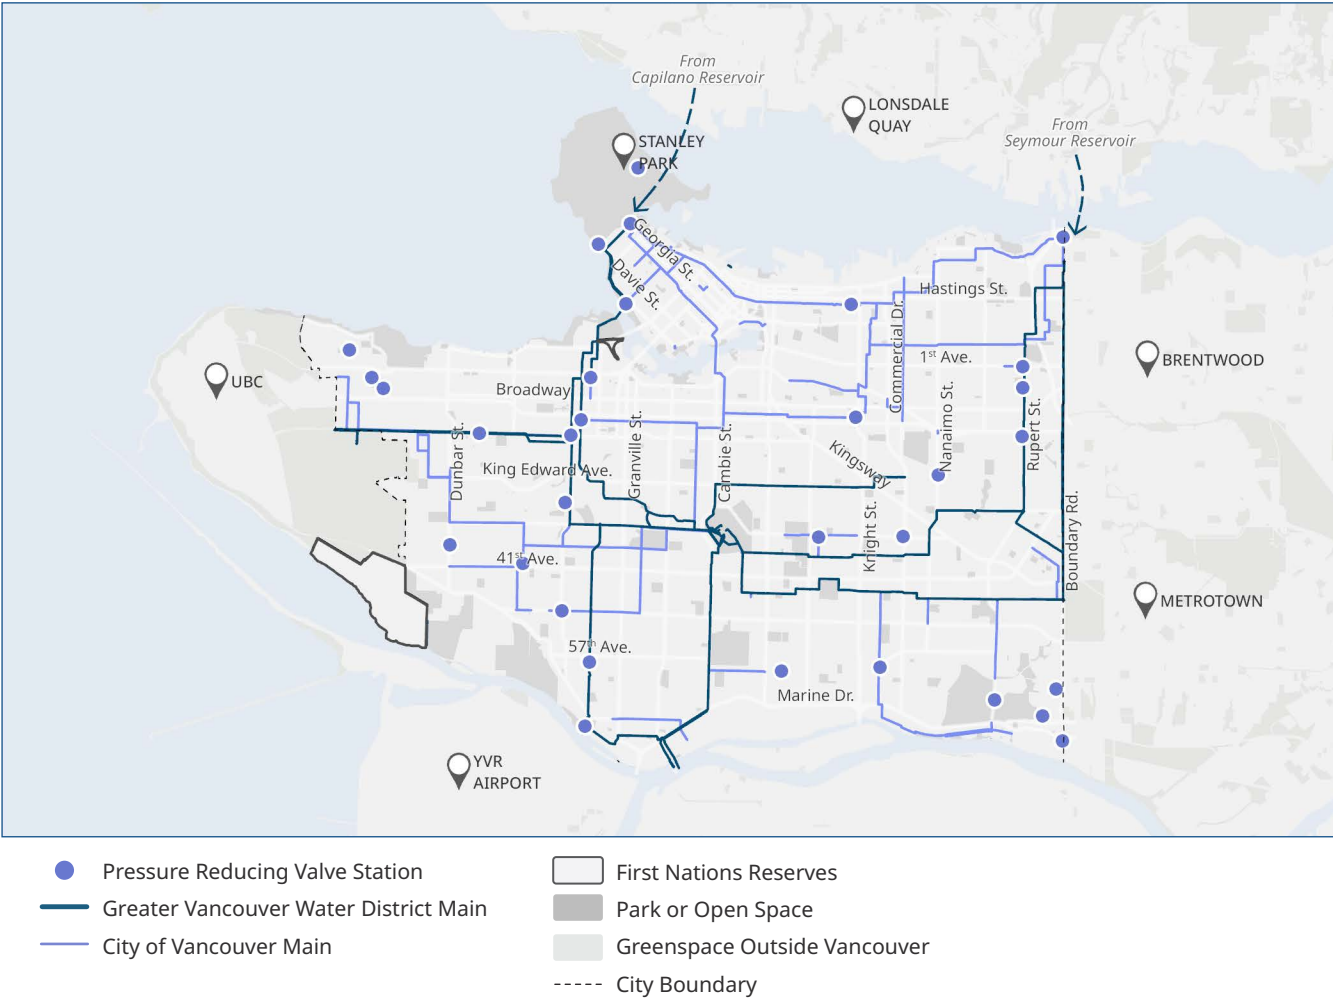 From
Capilano Reservoir
LONSDALE
QUAY
From
Seymour Reservoir
STANLEY
PARK
Georgia St.
Davie St.
Hastings St.
Commercial Dr.
1st Ave.
BRENTWOOD
UBC
Broadway
Nanaimo St.
Rupert St.
Dunbar St.
Granville St.
Cambie St.
Kingsway
King Edward Ave.
Knight St.
Boundary Rd.
41st Ave.
METROTOWN
57th Ave.
Marine Dr.
YVR
AIRPORT
Pressure Reducing Valve Station
Greater Vancouver Water District Main
City of Vancouver Main
First Nations Reserves
Park or Open Space
Greenspace Outside Vancouver
City Boundary